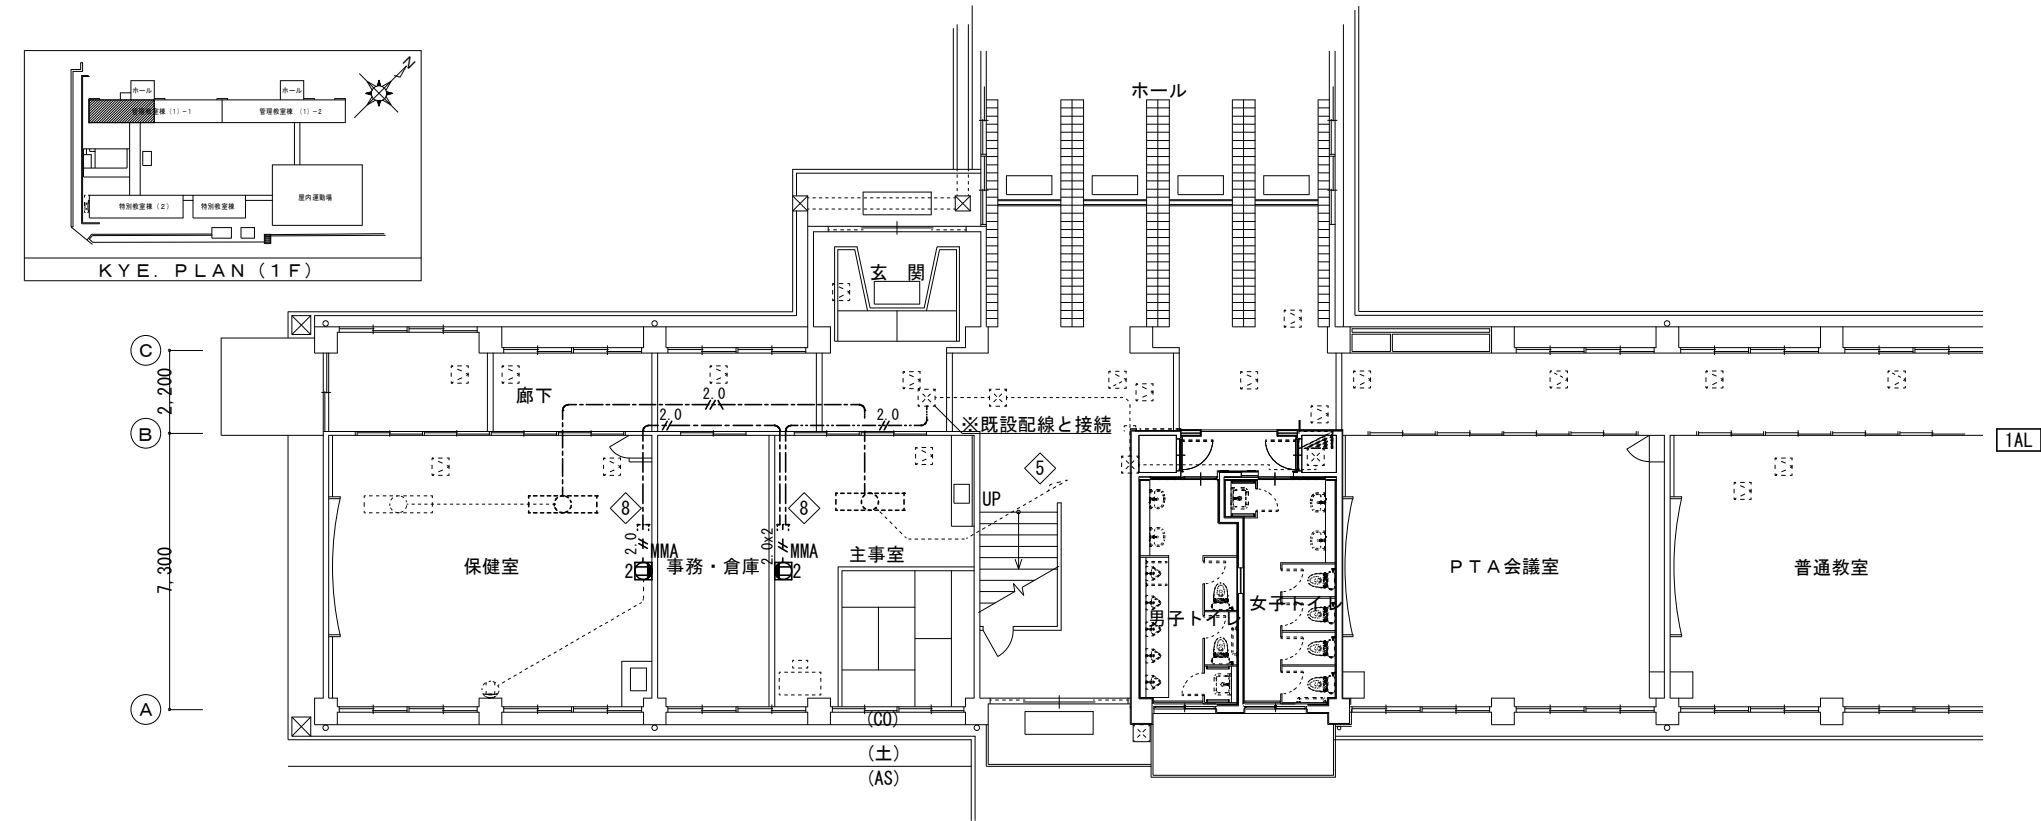 N
ホール
ホール
管理教室棟（１）−１
管理教室棟（１）−２
特別教室棟（２）
特別教室棟
屋内運動場
ＫＹＥ．ＰＬＡＮ（１Ｆ）
ホール
玄　関
C
2,200
廊下
2.0
2.0
2.0
※既設配線と接続
B
1AL
5
UP
8
8
7,300
2.0
MMA
2.0x2
MMA
主事室
保健室
2
事務・倉庫
2
ＰＴＡ会議室
普通教室
男子トイレ
女子トイレ
A
(CO)
(土)
(AS)